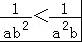 1/ab² < 1/a²b